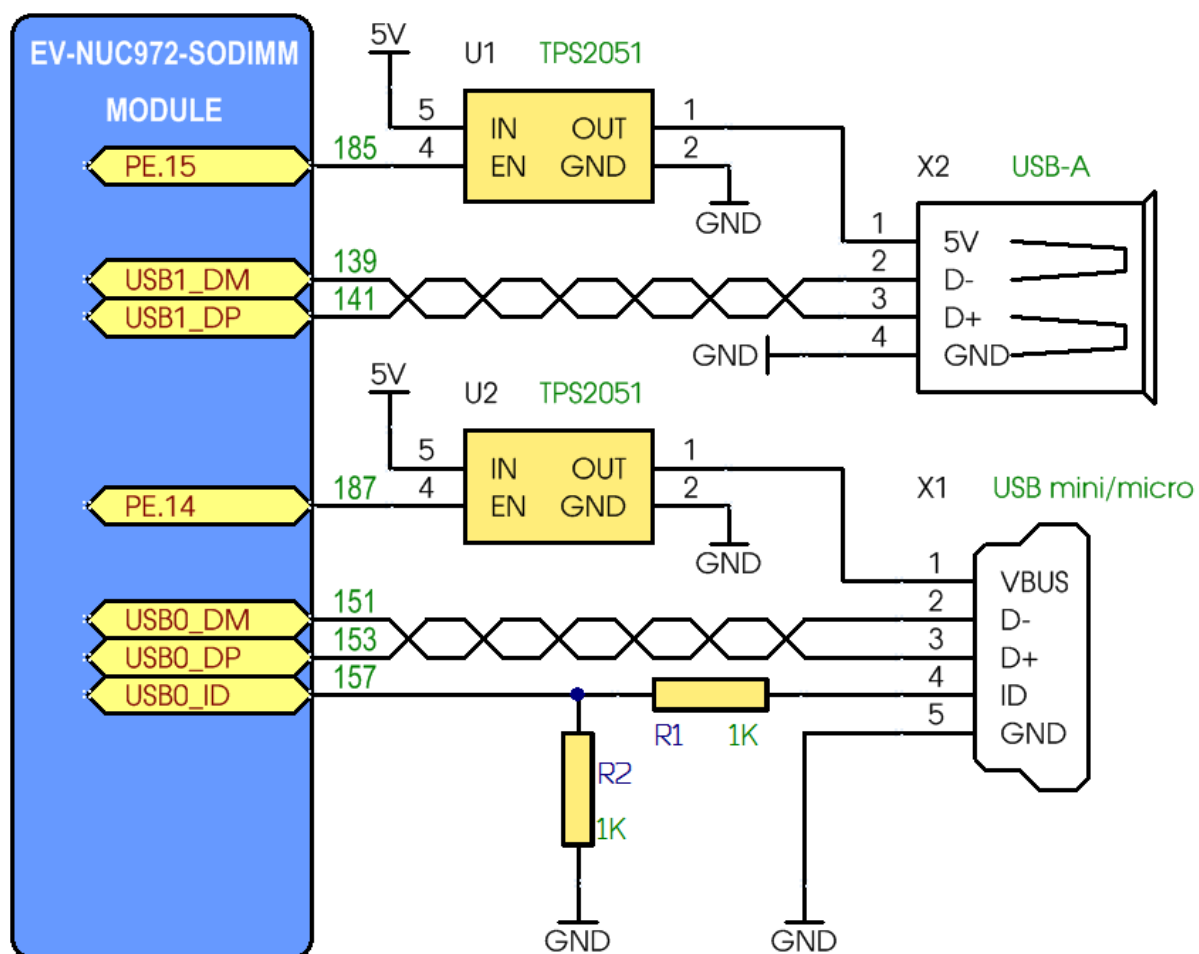 EV-NUC972-SODIMM
MODULE
5V
U1 TPS2051
5 IN OUT 1
4 EN GND 2
PE.15 185
GND
X2 USB-A
USB1_DM 139
USB1_DP 141
1 5V
2 D-
3 D+
GND 4 GND
5V
U2 TPS2051
5 IN OUT 1
4 EN GND 2
PE.14 187
GND
X1 USB mini/micro
USB0_DM 151
USB0_DP 153
USB0_ID 157
1 VBUS
2 D-
3 D+
4 ID
5 GND
R1 1K
R2
1K
GND
GND